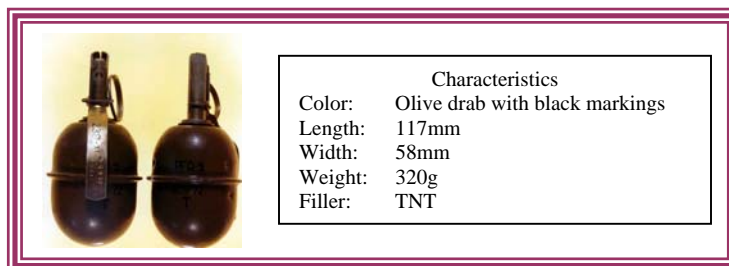 Characteristics
Color: Olive drab with black markings
Length: 117mm
Width: 58mm
Weight: 320g
Filler: TNT